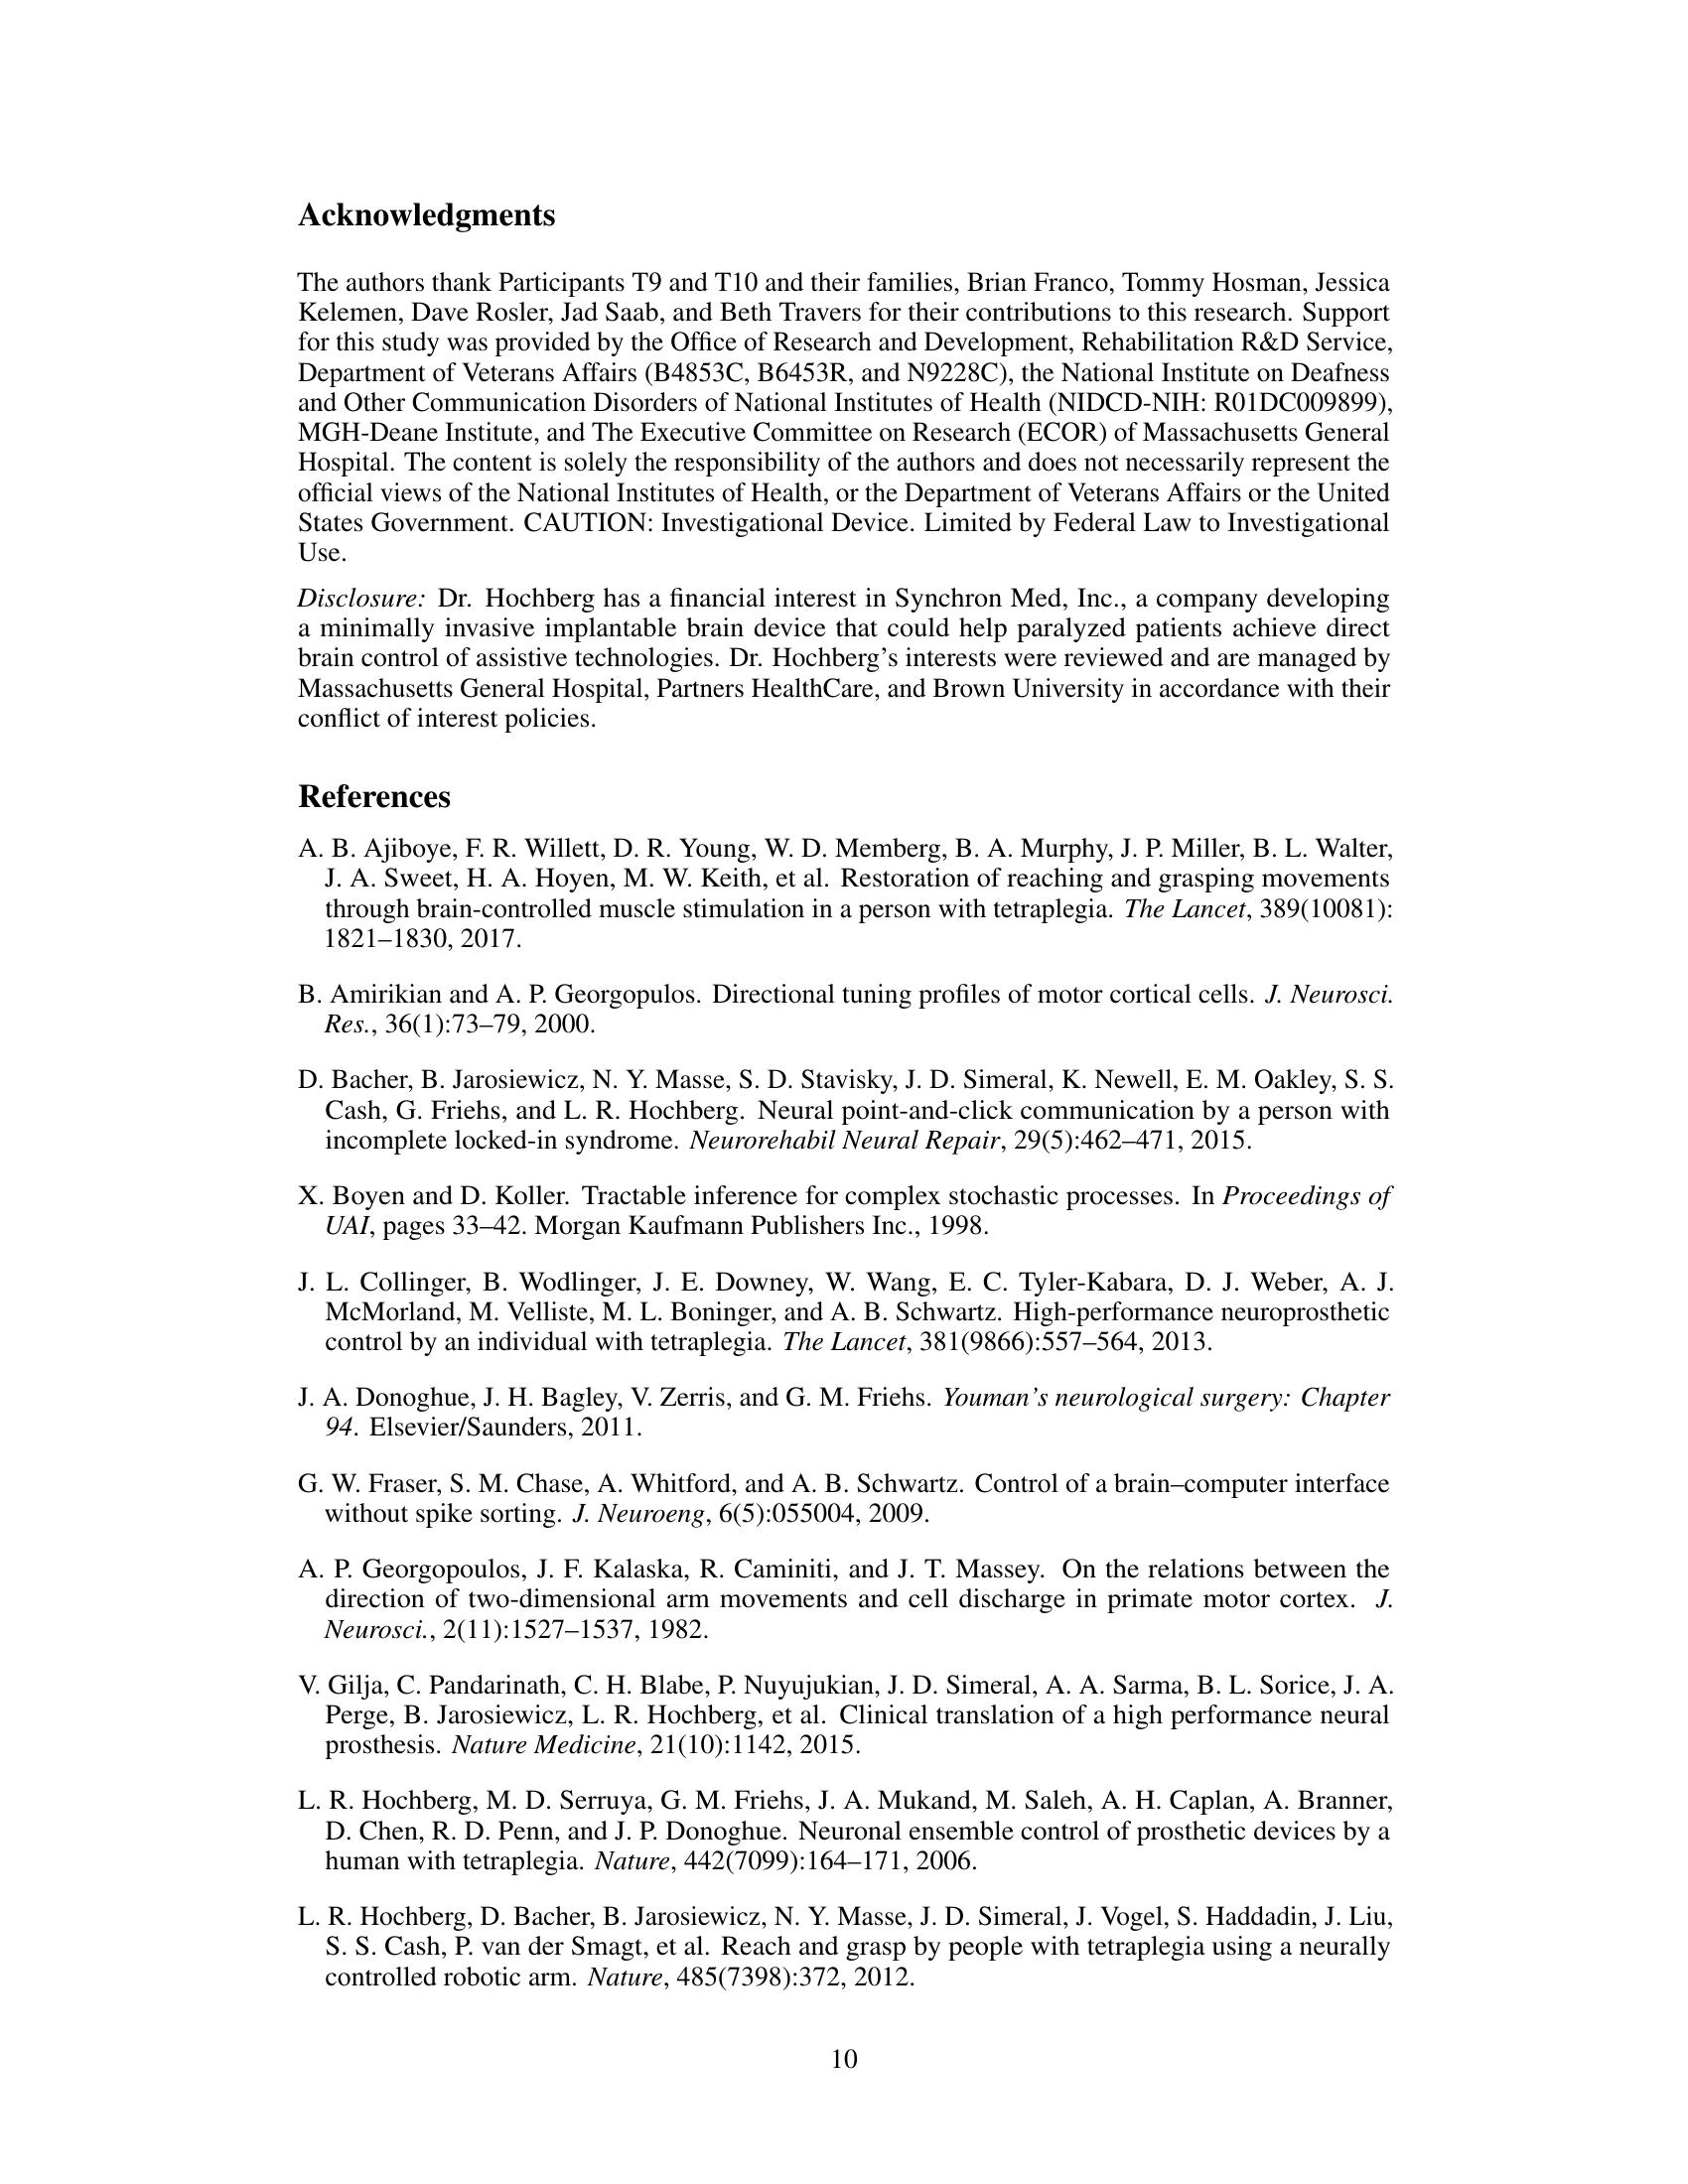 Acknowledgments
The authors thank Participants T9 and T10 and their families, Brian Franco, Tommy Hosman, Jessica
Kelemen, Dave Rosler, Jad Saab, and Beth Travers for their contributions to this research. Support
for this study was provided by the Office of Research and Development, Rehabilitation R&D Service,
Department of Veterans Affairs (B4853C, B6453R, and N9228C), the National Institute on Deafness
and Other Communication Disorders of National Institutes of Health (NIDCD-NIH: R01DC009899),
MGH-Deane Institute, and The Executive Committee on Research (ECOR) of Massachusetts General
Hospital. The content is solely the responsibility of the authors and does not necessarily represent the
official views of the National Institutes of Health, or the Department of Veterans Affairs or the United
States Government. CAUTION: Investigational Device. Limited by Federal Law to Investigational
Use.
Disclosure: Dr. Hochberg has a financial interest in Synchron Med, Inc., a company developing
a minimally invasive implantable brain device that could help paralyzed patients achieve direct
brain control of assistive technologies. Dr. Hochberg's interests were reviewed and are managed by
Massachusetts General Hospital, Partners HealthCare, and Brown University in accordance with their
conflict of interest policies.
References
A. B. Ajiboye, F. R. Willett, D. R. Young, W. D. Memberg, B. A. Murphy, J. P. Miller, B. L. Walter,
J. A. Sweet, H. A. Hoyen, M. W. Keith, et al. Restoration of reaching and grasping movements
through brain-controlled muscle stimulation in a person with tetraplegia. The Lancet, 389(10081):
1821–1830, 2017.
B. Amirikian and A. P. Georgopulos. Directional tuning profiles of motor cortical cells. J. Neurosci.
Res., 36(1):73–79, 2000.
D. Bacher, B. Jarosiewicz, N. Y. Masse, S. D. Stavisky, J. D. Simeral, K. Newell, E. M. Oakley, S. S.
Cash, G. Friehs, and L. R. Hochberg. Neural point-and-click communication by a person with
incomplete locked-in syndrome. Neurorehabil Neural Repair, 29(5):462–471, 2015.
X. Boyen and D. Koller. Tractable inference for complex stochastic processes. In Proceedings of
UAI, pages 33–42. Morgan Kaufmann Publishers Inc., 1998.
J. L. Collinger, B. Wodlinger, J. E. Downey, W. Wang, E. C. Tyler-Kabara, D. J. Weber, A. J.
McMorland, M. Velliste, M. L. Boninger, and A. B. Schwartz. High-performance neuroprosthetic
control by an individual with tetraplegia. The Lancet, 381(9866):557–564, 2013.
J. A. Donoghue, J. H. Bagley, V. Zerris, and G. M. Friehs. Youman's neurological surgery: Chapter
94. Elsevier/Saunders, 2011.
G. W. Fraser, S. M. Chase, A. Whitford, and A. B. Schwartz. Control of a brain–computer interface
without spike sorting. J. Neuroeng, 6(5):055004, 2009.
A. P. Georgopoulos, J. F. Kalaska, R. Caminiti, and J. T. Massey. On the relations between the
direction of two-dimensional arm movements and cell discharge in primate motor cortex. J.
Neurosci., 2(11):1527–1537, 1982.
V. Gilja, C. Pandarinath, C. H. Blabe, P. Nuyujukian, J. D. Simeral, A. A. Sarma, B. L. Sorice, J. A.
Perge, B. Jarosiewicz, L. R. Hochberg, et al. Clinical translation of a high performance neural
prosthesis. Nature Medicine, 21(10):1142, 2015.
L. R. Hochberg, M. D. Serruya, G. M. Friehs, J. A. Mukand, M. Saleh, A. H. Caplan, A. Branner,
D. Chen, R. D. Penn, and J. P. Donoghue. Neuronal ensemble control of prosthetic devices by a
human with tetraplegia. Nature, 442(7099):164–171, 2006.
L. R. Hochberg, D. Bacher, B. Jarosiewicz, N. Y. Masse, J. D. Simeral, J. Vogel, S. Haddadin, J. Liu,
S. S. Cash, P. van der Smagt, et al. Reach and grasp by people with tetraplegia using a neurally
controlled robotic arm. Nature, 485(7398):372, 2012.
10